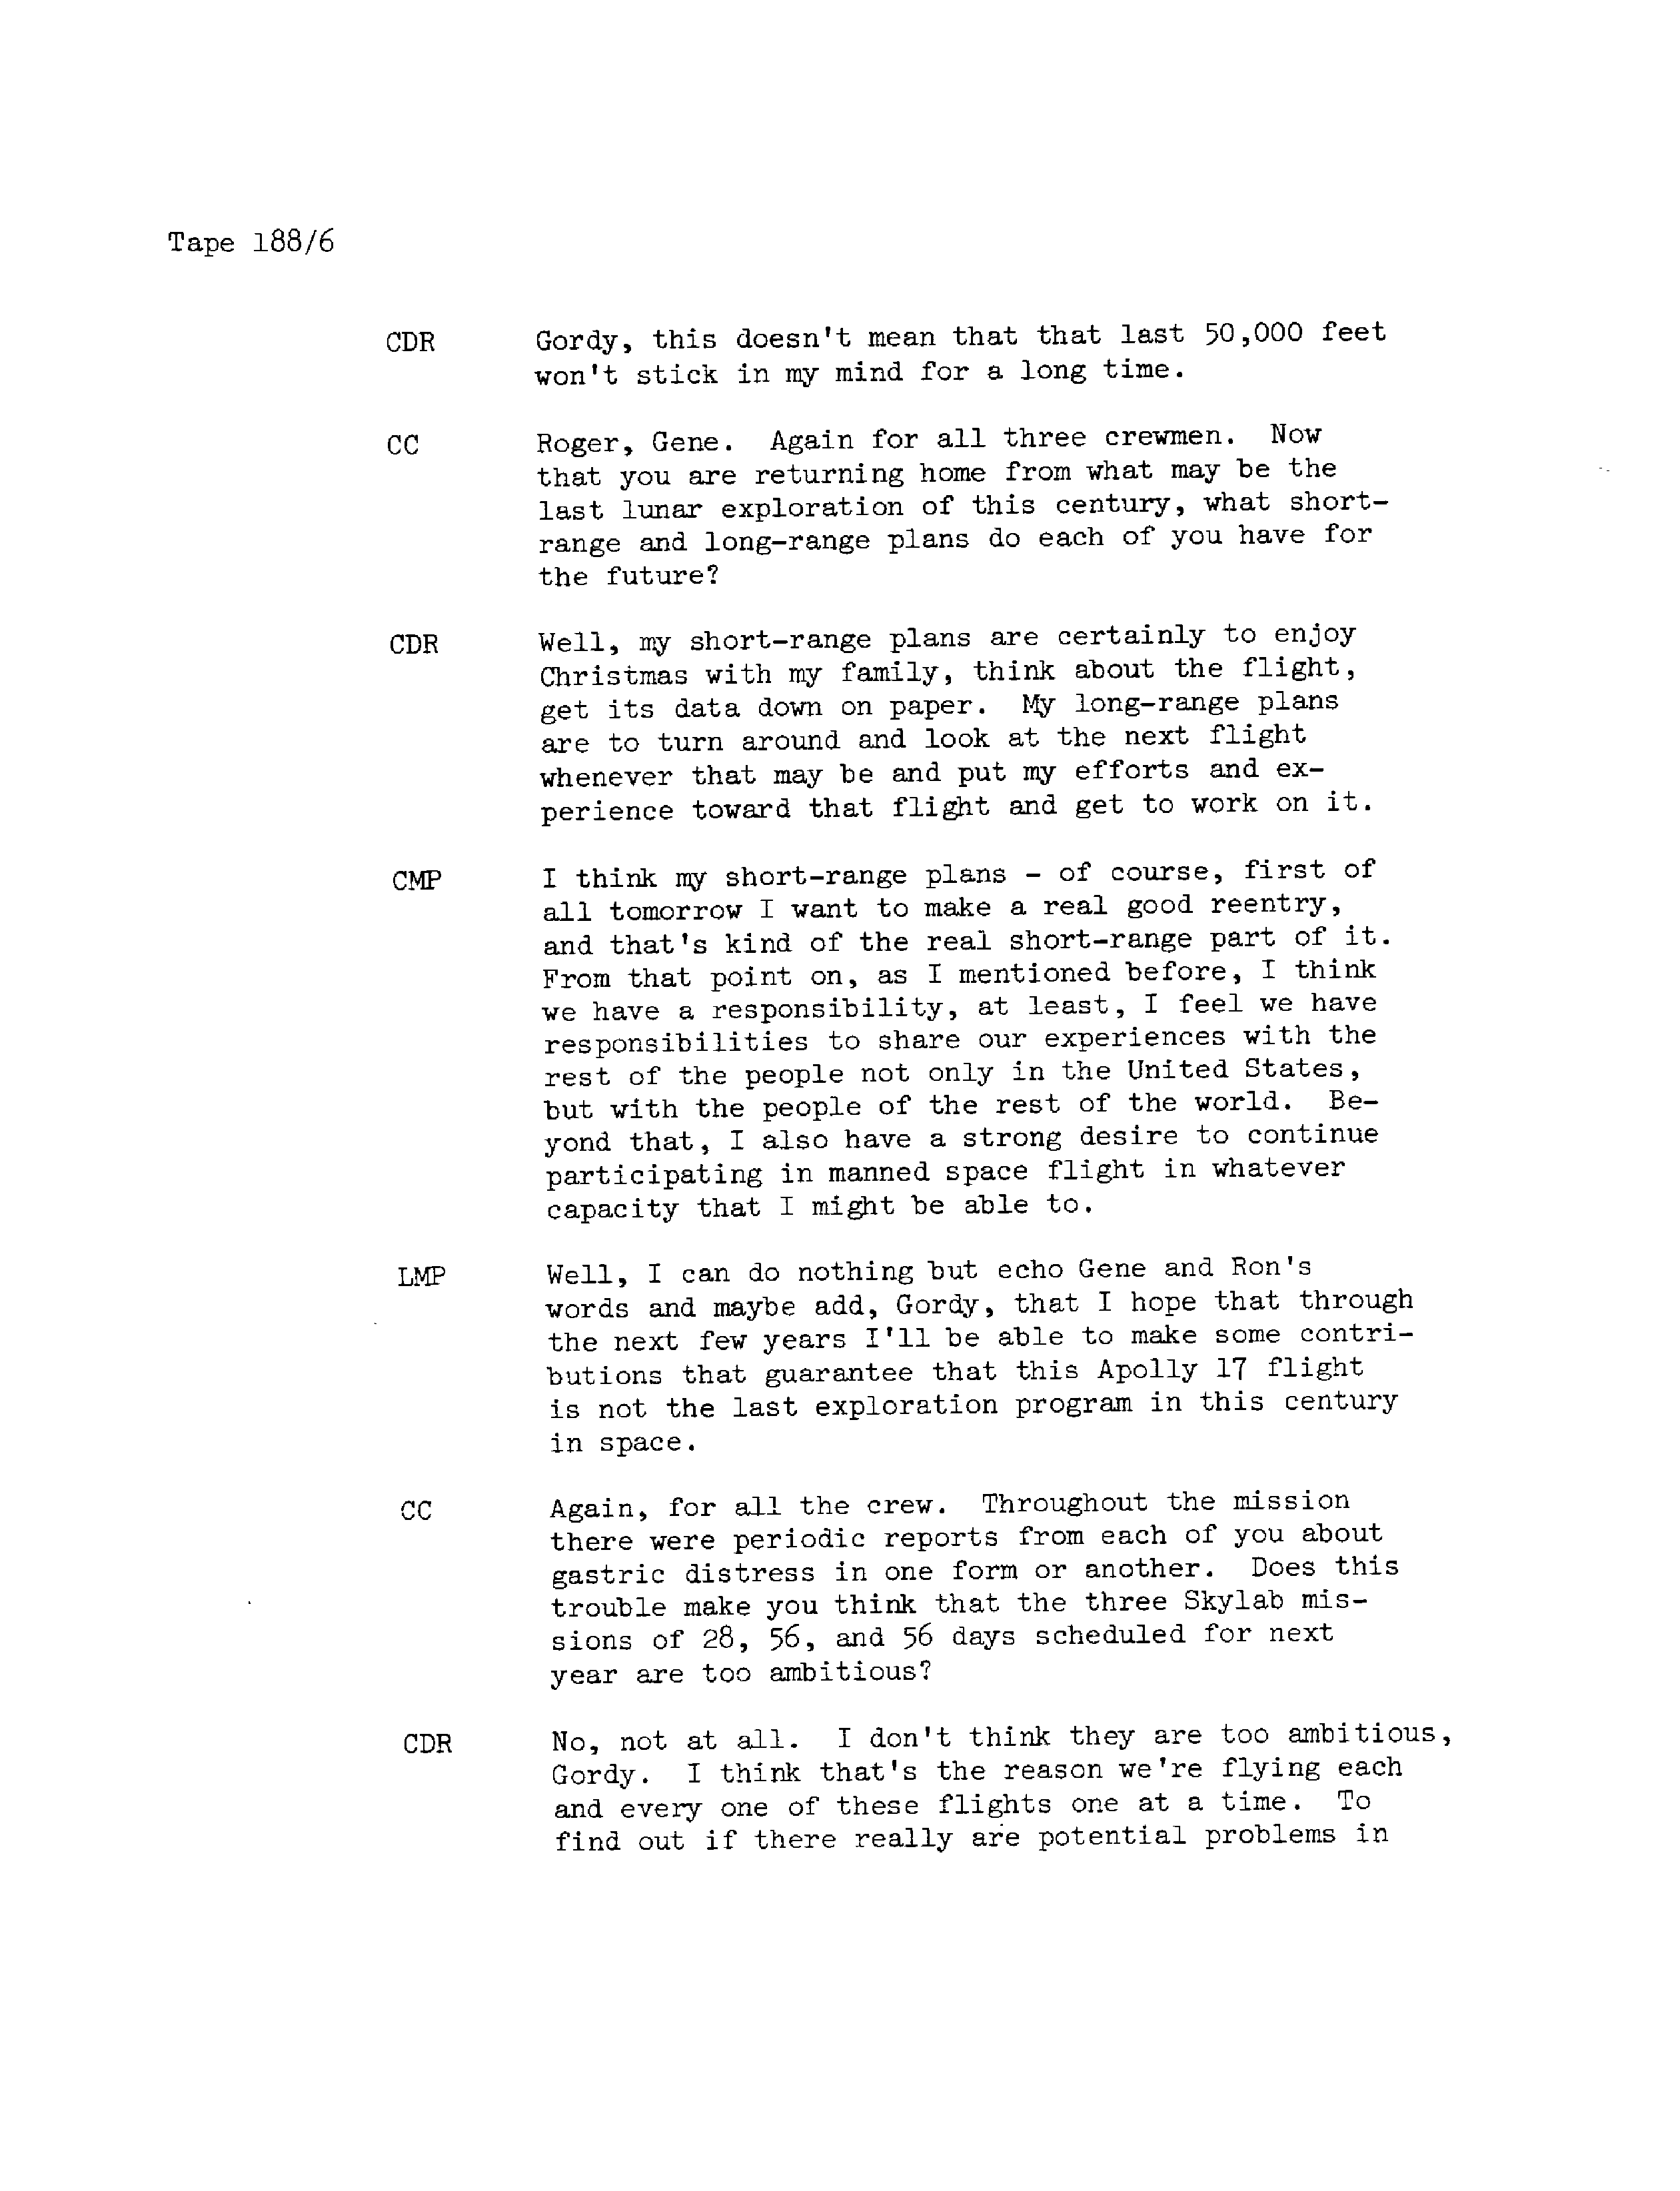 Tape 188/6
CDR Gordy, this doesn't mean that that last 50,000 feet
won't stick in my mind for a long time.
CC Roger, Gene. Again for all three crewmen. Now
that you are returning home from what may be the
last lunar exploration of this century, what short-
range and long-range plans do each of you have for
the future?
CDR Well, my short-range plans are certainly to enjoy
Christmas with my family, think about the flight,
get its data down on paper. My long-range plans
are to turn around and look at the next flight
whenever that may be and put my efforts and ex-
perience toward that flight and get to work on it.
CMP I think my short-range plans - of course, first of
all tomorrow I want to make a real good reentry,
and that's kind of the real short-range part of it.
From that point on, as I mentioned before, I think
we have a responsibility, at least, I feel we have
responsibilities to share our experiences with the
rest of the people not only in the United States,
but with the people of the rest of the world. Be-
yond that, I also have a strong desire to continue
participating in manned space flight in whatever
capacity that I might be able to.
LMP Well, I can do nothing but echo Gene and Ron's
words and maybe add, Gordy, that I hope that through
the next few years I'll be able to make some contri-
butions that guarantee that this Apolly 17 flight
is not the last exploration program in this century
in space.
CC Again, for all the crew. Throughout the mission
there were periodic reports from each of you about
gastric distress in one form or another. Does this
trouble make you think that the three Skylab mis-
sions of 28, 56, and 56 days scheduled for next
year are too ambitious?
CDR No, not at all. I don't think they are too ambitious,
Gordy. I think that's the reason we're flying each
and every one of these flights one at a time. To
find out if there really are potential problems in